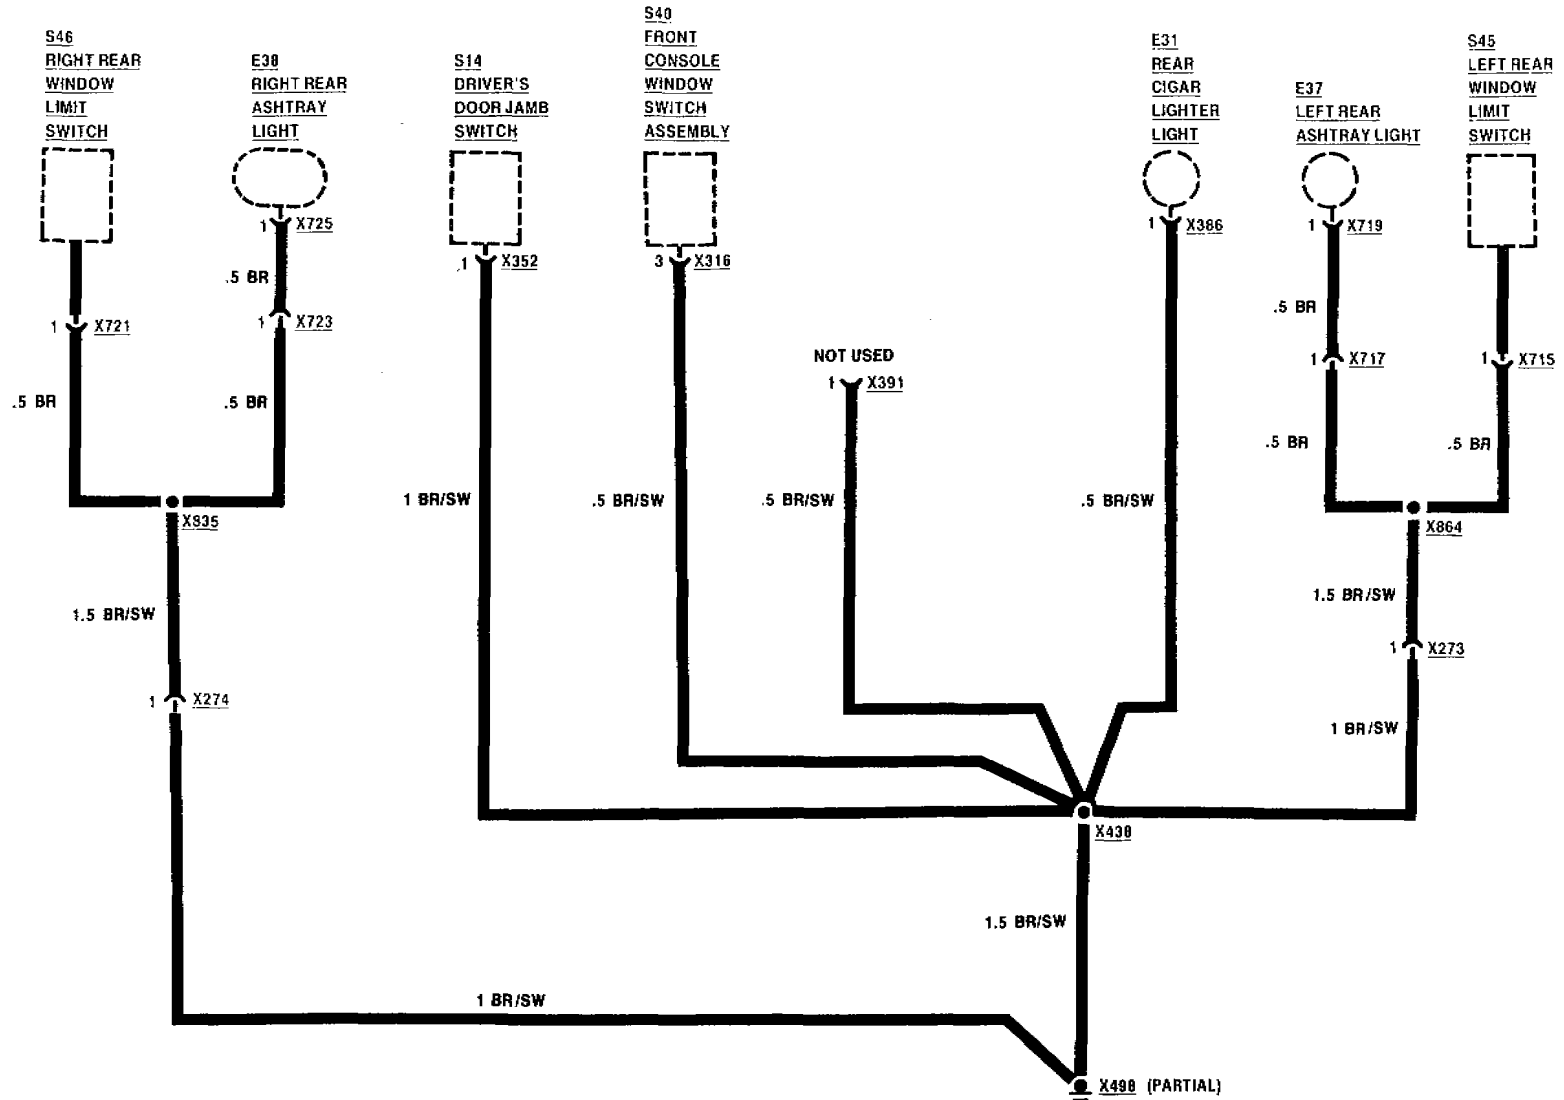 S46
RIGHT REAR
WINDOW
LIMIT
SWITCH
E38
RIGHT REAR
ASHTRAY
LIGHT
S14
DRIVER'S
DOOR JAMB
SWITCH
S40
FRONT
CONSOLE
WINDOW
SWITCH
ASSEMBLY
E31
REAR
CIGAR
LIGHTER
LIGHT
E37
LEFT REAR
ASHTRAY LIGHT
S45
LEFT REAR
WINDOW
LIMIT
SWITCH
1 X725
1 X352
3 X316
1 X386
1 X719
.5 BR
.5 BR
1 X721
1 X723
NOT USED
1 X391
1 X717
1 X715
.5 BR
.5 BR
.5 BR
.5 BR
1 BR/SW
.5 BR/SW
.5 BR/SW
.5 BR/SW
X835
X864
1.5 BR/SW
1.5 BR/SW
1 X274
1 X273
1 BR/SW
X438
1.5 BR/SW
1 BR/SW
X498 (PARTIAL)